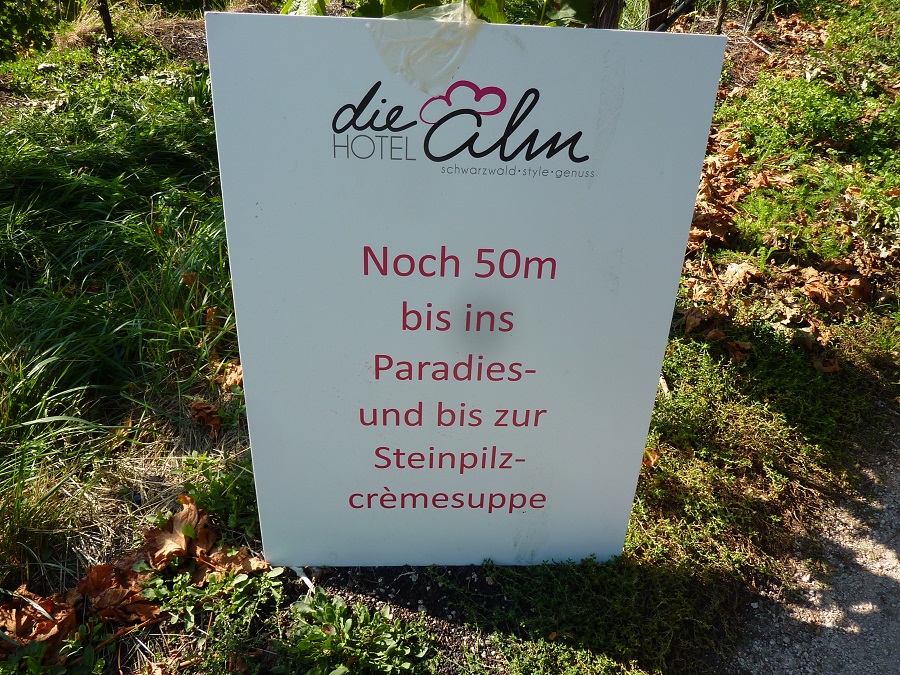 die alm
HOTEL
schwarzwald·style·genuss
Noch 50m
bis ins
Paradies-
und bis zur
Steinpilz-
crèmesuppe